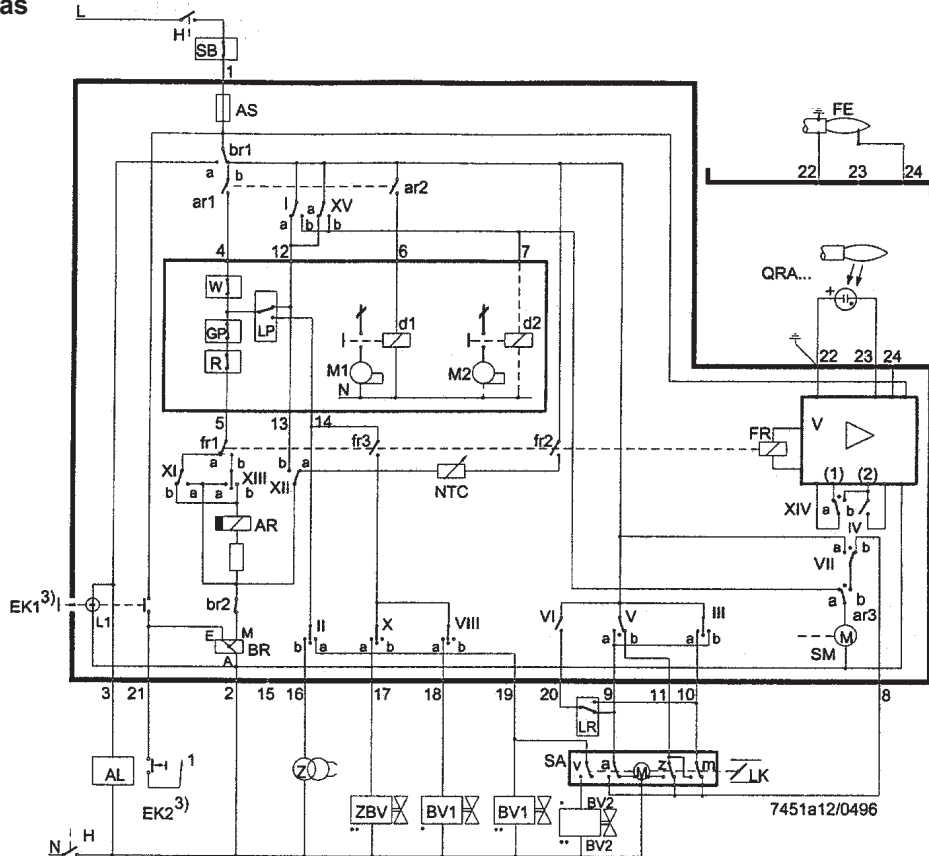 as
L
H
SB
1
AS
FE
br1
22 23 24
a b
ar2
ar1
I a XV
a b b
4 12 6 7
QRA...
+
W
LP
GP
R
d1
d2
M1
M2
N
22 23 24
V
5 13 14
fr1
fr3
fr2
FR
a b
b a
XI
XIII
XII
b a a b
NTC
(1) (2)
XIV a b
IV
AR
VII a b
EK1 3)
L1
br2
a b
ar3
E M
BR
A
II
X
VIII
VI
V
III
b a
a b
b a
a b
a b
M
SM
3 21 2 15 16 17 18 19 20 9 11 10 8
LR
SA
v a M z m
LK
AL
1
EK2 3)
Z
7451a12/0496
ZBV
BV1
BV1
BV2
BV2
N H